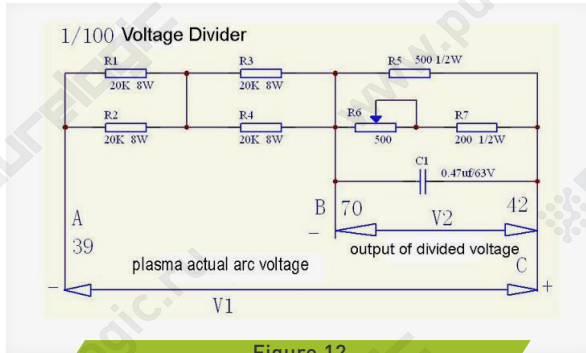 1/100 Voltage Divider
R1
R3
R5 500 1/2W
20K 8W
20K 8W
R2
R4
R6
R7
20K 8W
20K 8W
500
200 1/2W
C1
0.47uf/63V
A
B 70
42
39
-
V2
output of divided voltage
plasma actual arc voltage
C
-
+
V1
Figure 12